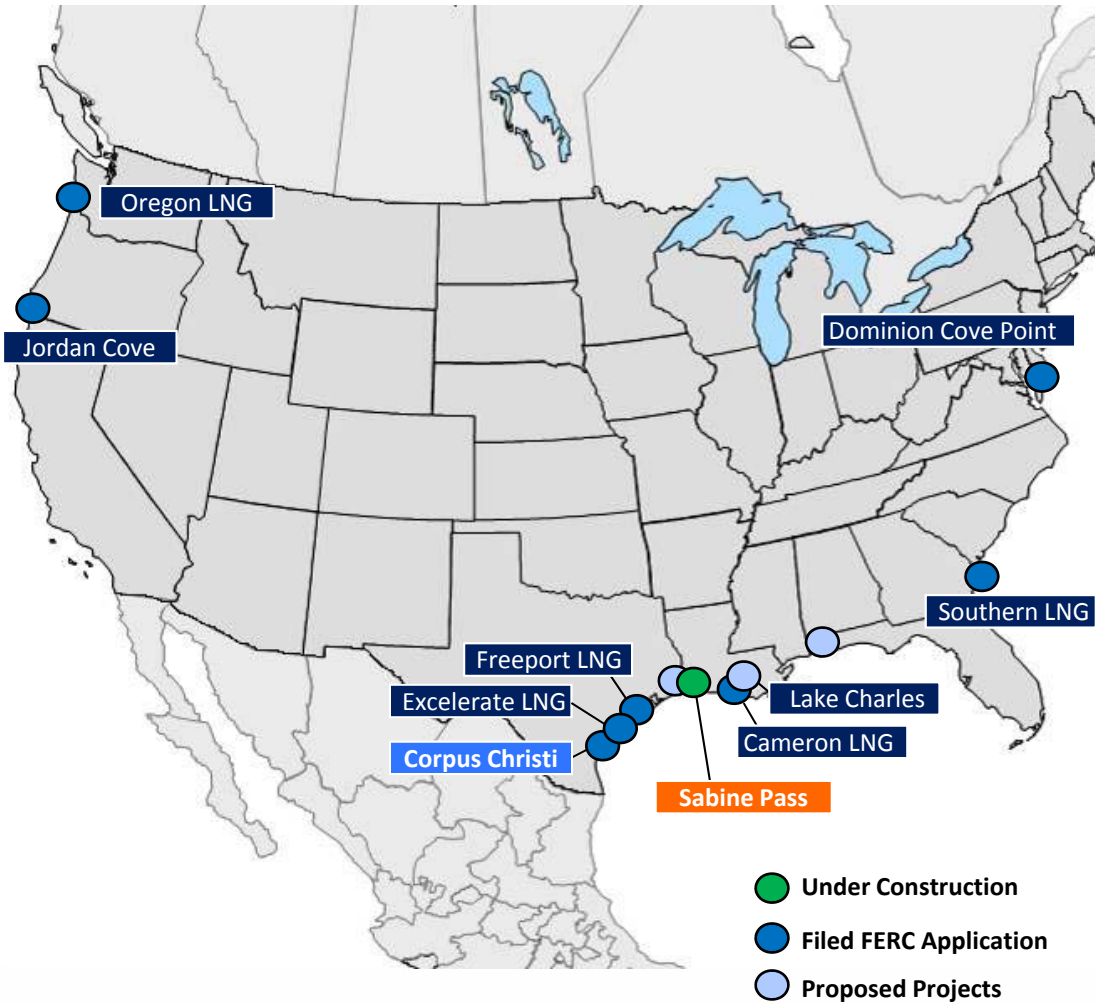 Oregon LNG
Jordan Cove
Dominion Cove Point
Southern LNG
Freeport LNG
Excelerate LNG
Lake Charles
Cameron LNG
Corpus Christi
Sabine Pass
Under Construction
Filed FERC Application
Proposed Projects